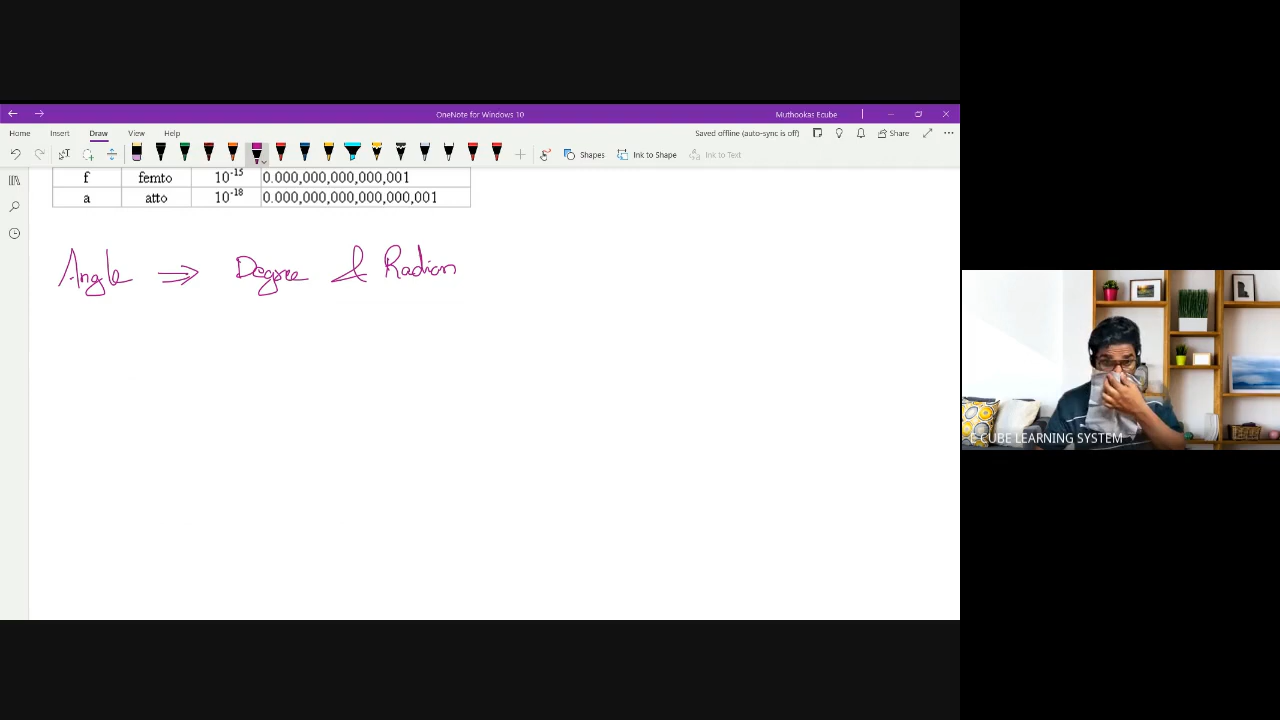 OneNote for Windows 10
Muthookas Ecube
Home Insert Draw View Help
Saved offline (auto-sync is off)
Share
Shapes
Ink to Shape
Ink to Text
f femto 10^-15 0.000,000,000,000,001
a atto 10^-18 0.000,000,000,000,000,001
Angle ⇒ Degree & Radian
E CUBE LEARNING SYSTEM